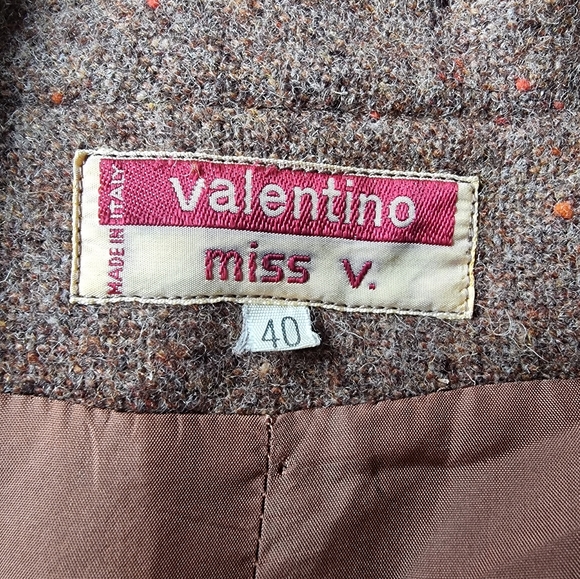 MADE IN ITALY
valentino
miss v.
40